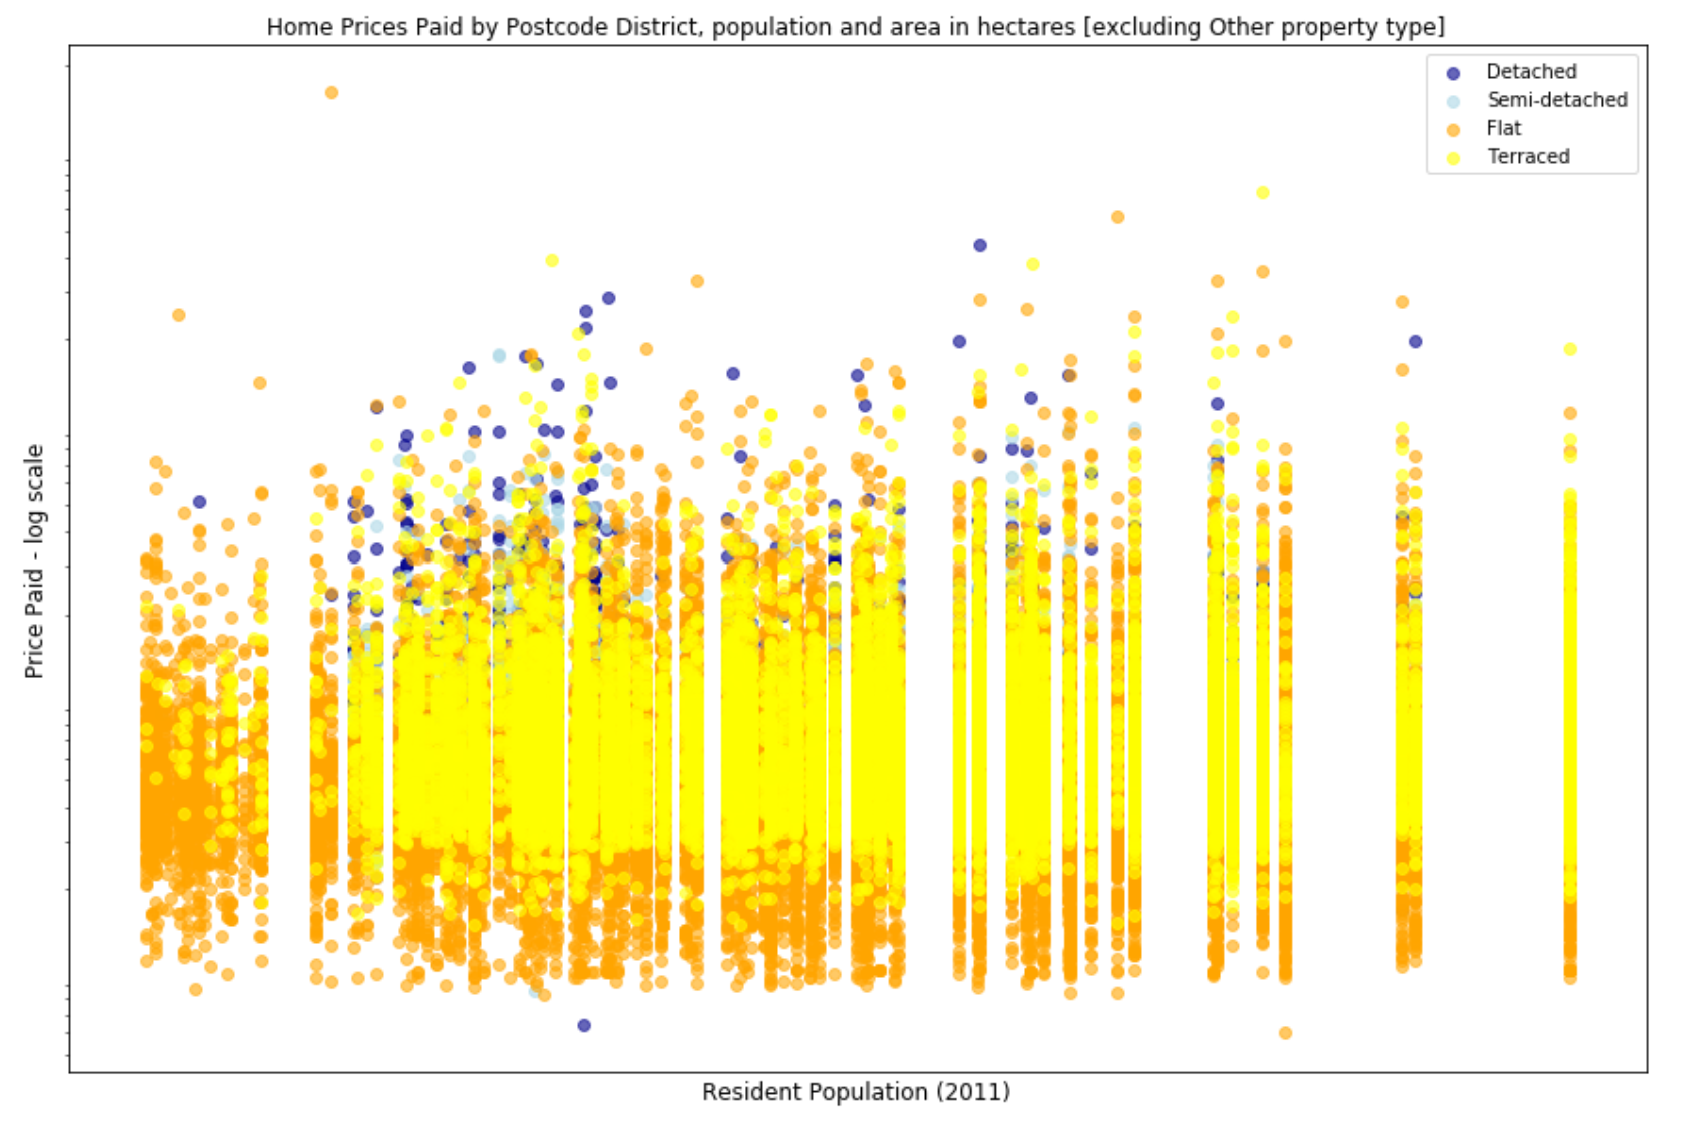 Home Prices Paid by Postcode District, population and area in hectares [excluding Other property type]
Detached
Semi-detached
Flat
Terraced
Price Paid - log scale
Resident Population (2011)